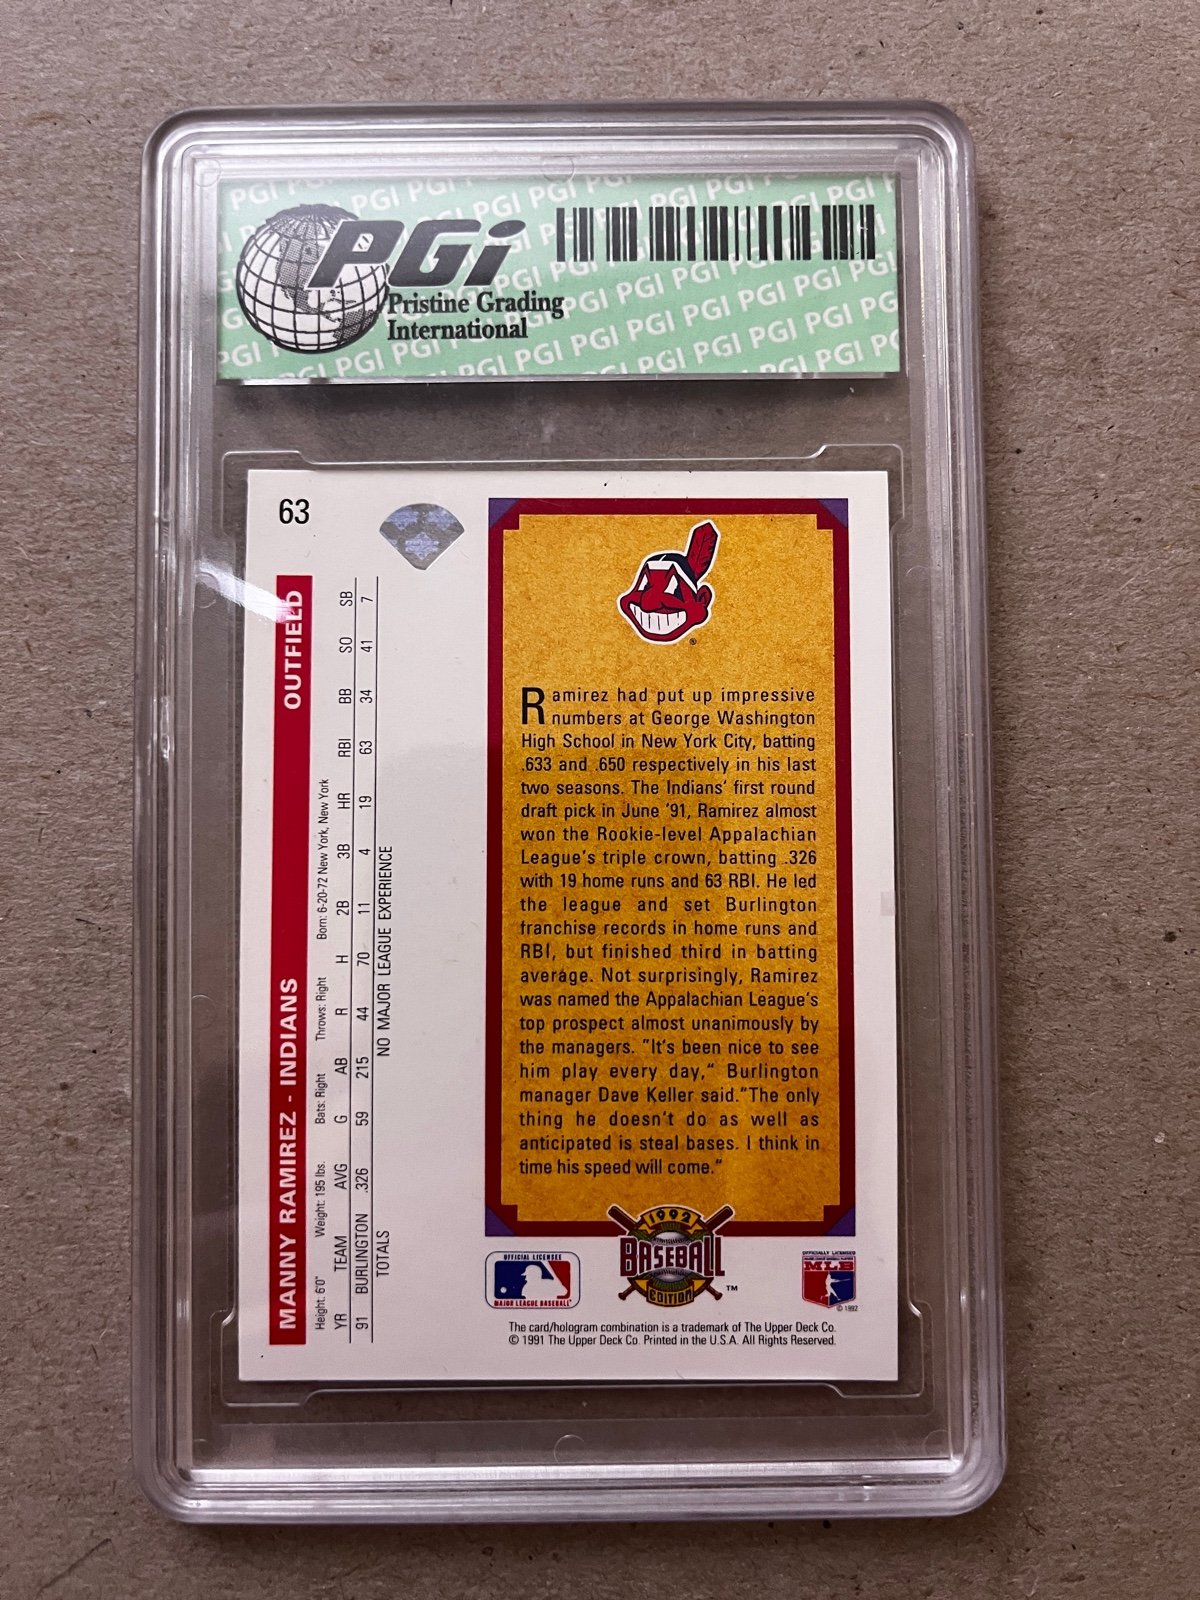 PGi
Pristine Grading
International
63
MANNY RAMIREZ - INDIANS OUTFIELD
Height: 6'0" Weight: 195 lbs. Bats: Right Throws: Right Born: 6-20-72 New York, New York
YR TEAM AVG G AB R H 2B 3B HR RBI BB SO SB
91 BURLINGTON .326 59 215 44 70 11 4 19 63 34 41 7
TOTALS NO MAJOR LEAGUE EXPERIENCE
Ramirez had put up impressive
numbers at George Washington
High School in New York City, batting
.633 and .650 respectively in his last
two seasons. The Indians' first round
draft pick in June '91, Ramirez almost
won the Rookie-level Appalachian
League's triple crown, batting .326
with 19 home runs and 63 RBI. He led
the league and set Burlington
franchise records in home runs and
RBI, but finished third in batting
average. Not surprisingly, Ramirez
was named the Appalachian League's
top prospect almost unanimously by
the managers. "It's been nice to see
him play every day," Burlington
manager Dave Keller said."The only
thing he doesn't do as well as
anticipated is steal bases. I think in
time his speed will come."
OFFICIAL LICENSEE
MAJOR LEAGUE BASEBALL
1992
BASEBALL
EDITION
™
OFFICIALLY LICENSED
MLB
© 1992
The card/hologram combination is a trademark of The Upper Deck Co.
© 1991 The Upper Deck Co. Printed in the U.S.A. All Rights Reserved.